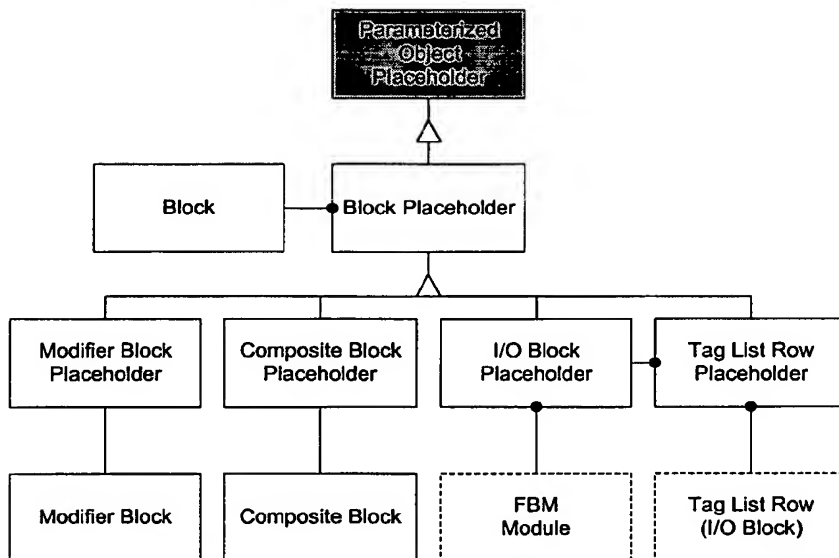 Parameterized
Object
Placeholder
Block
Block Placeholder
Modifier Block
Placeholder
Composite Block
Placeholder
I/O Block
Placeholder
Tag List Row
Placeholder
Modifier Block
Composite Block
FBM
Module
Tag List Row
(I/O Block)